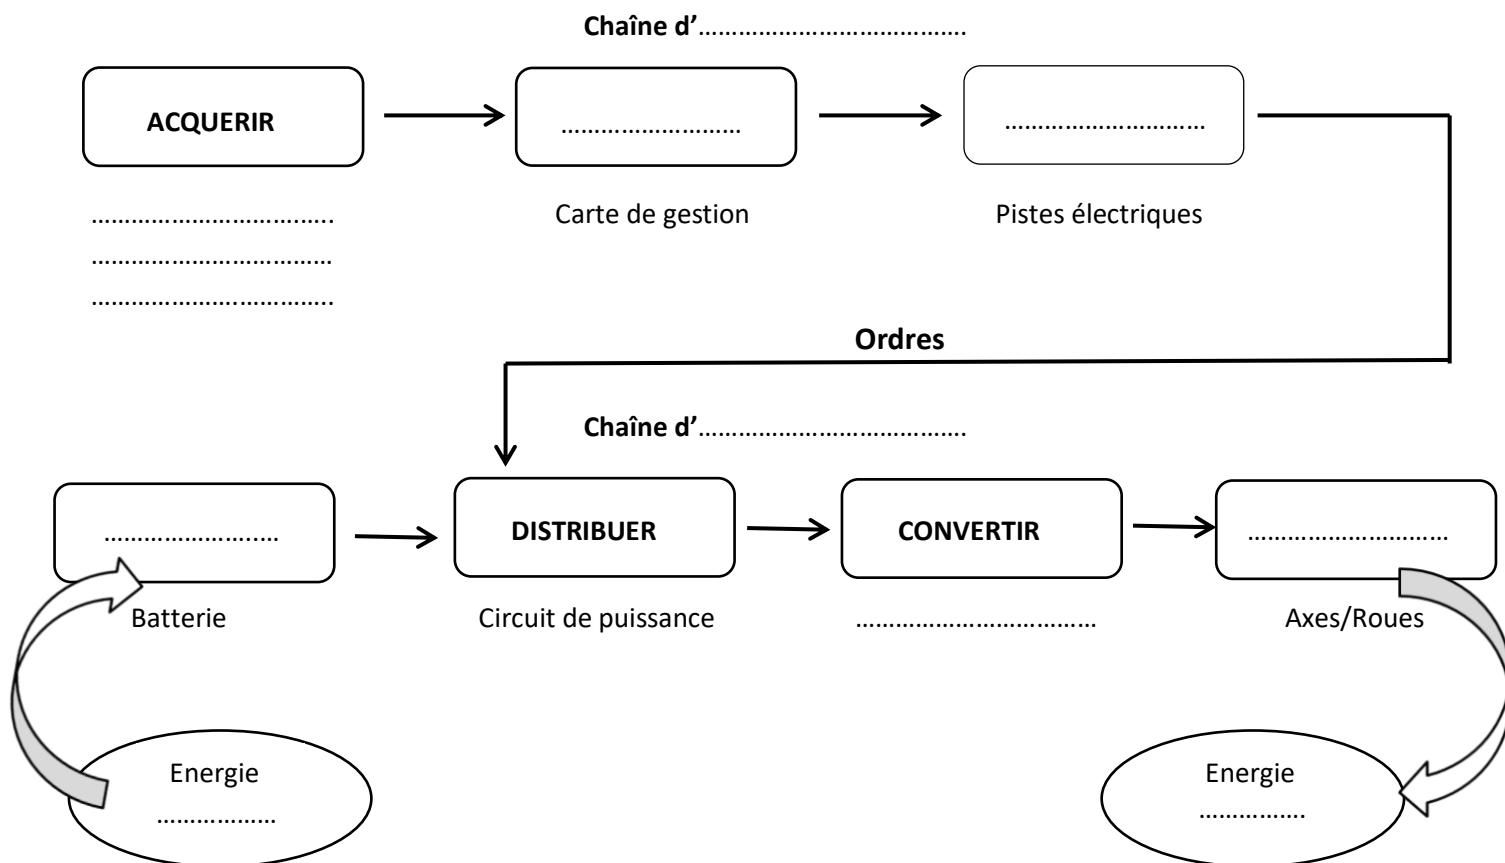 Chaîne d’…………………………………….
ACQUERIR
………………………
…………………………
Carte de gestion
Pistes électriques
……………………………..
………………………………
……………………………..
Ordres
Chaîne d’…………………………………….
……………………..…
DISTRIBUER
CONVERTIR
…………………………
Batterie
Circuit de puissance
………………………………
Axes/Roues
Energie
………………
Energie
…………….